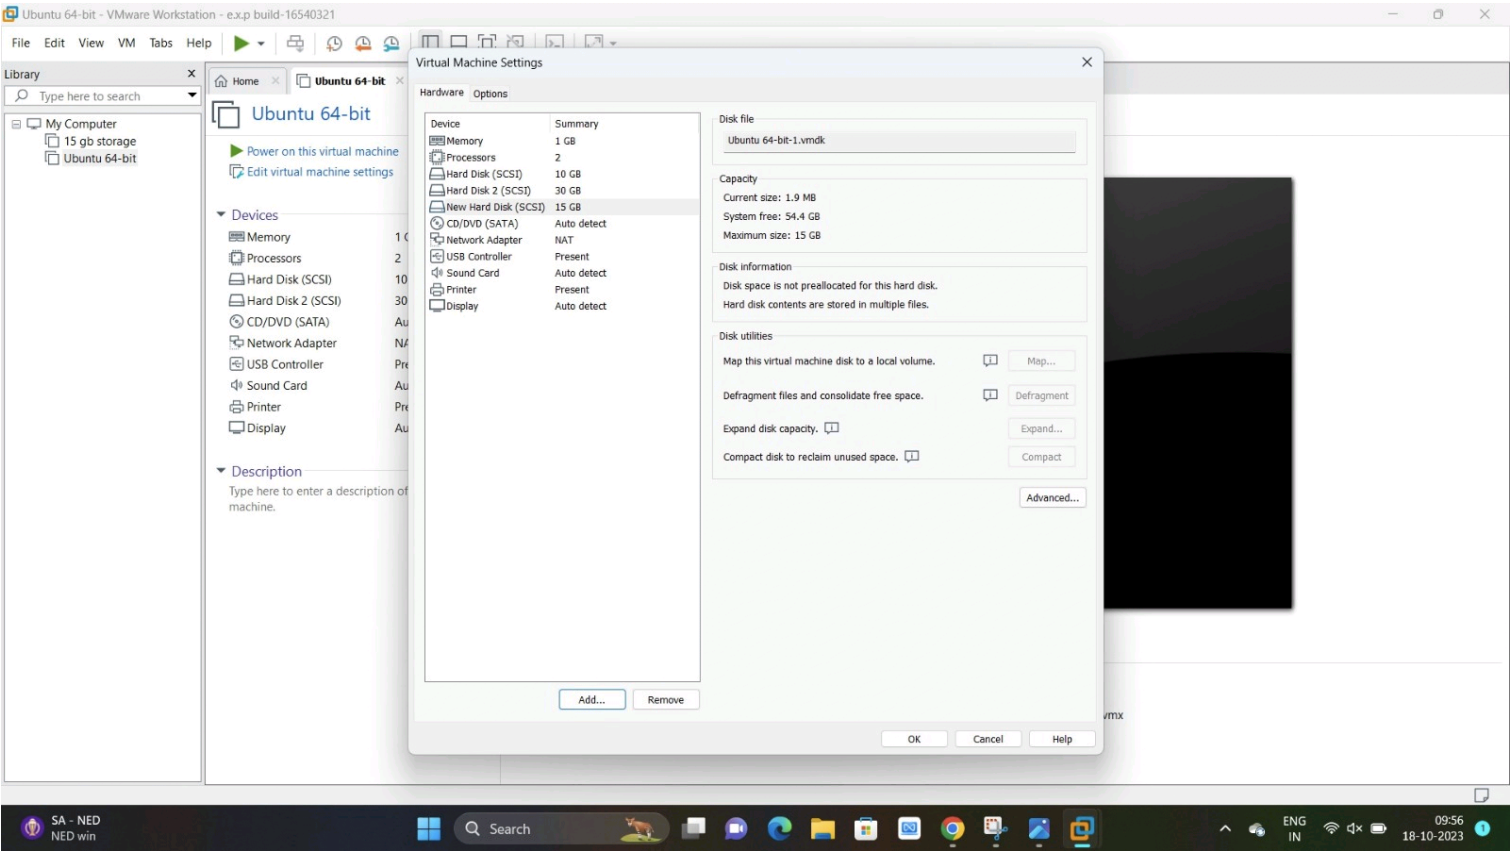 Ubuntu 64-bit - VMware Workstation - e.x.p build-16540321
File Edit View VM Tabs Help
Library
Type here to search
My Computer
15 gb storage
Ubuntu 64-bit
Home
Ubuntu 64-bit
Ubuntu 64-bit
Power on this virtual machine
Edit virtual machine settings
Devices
Memory 1 G
Processors 2
Hard Disk (SCSI) 10
Hard Disk 2 (SCSI) 30
CD/DVD (SATA) Au
Network Adapter NA
USB Controller Pre
Sound Card Au
Printer Pre
Display Au
Description
Type here to enter a description of
machine.
Virtual Machine Settings
Hardware Options
Device Summary
Memory 1 GB
Processors 2
Hard Disk (SCSI) 10 GB
Hard Disk 2 (SCSI) 30 GB
New Hard Disk (SCSI) 15 GB
CD/DVD (SATA) Auto detect
Network Adapter NAT
USB Controller Present
Sound Card Auto detect
Printer Present
Display Auto detect
Add... Remove
Disk file
Ubuntu 64-bit-1.vmdk
Capacity
Current size: 1.9 MB
System free: 54.4 GB
Maximum size: 15 GB
Disk information
Disk space is not preallocated for this hard disk.
Hard disk contents are stored in multiple files.
Disk utilities
Map this virtual machine disk to a local volume. Map...
Defragment files and consolidate free space. Defragment
Expand disk capacity. Expand...
Compact disk to reclaim unused space. Compact
Advanced...
OK Cancel Help
vmx
SA - NED
NED win
Search
ENG
IN
09:56
18-10-2023
1